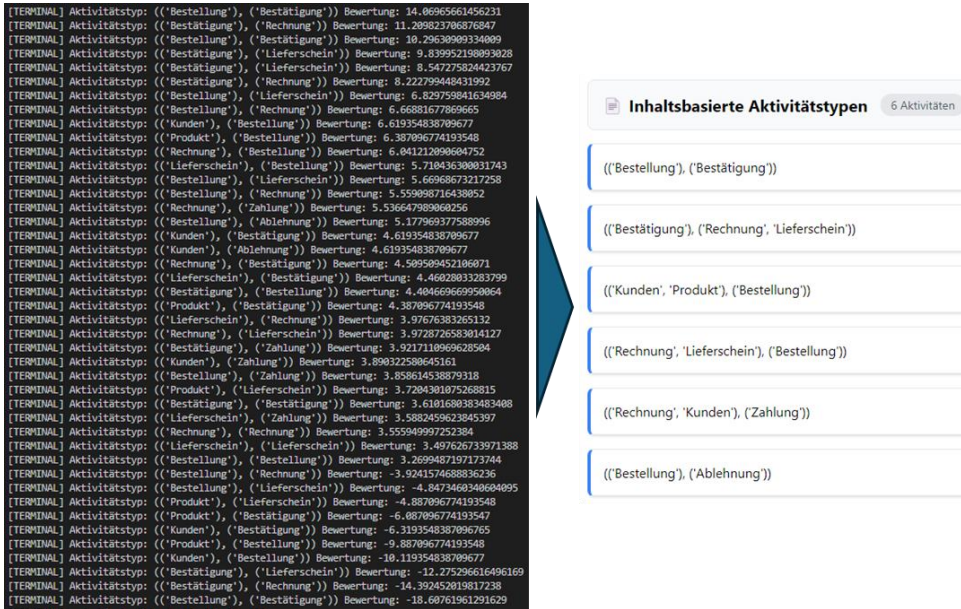 [TERMINAL] Aktivitätstyp: (('Bestellung'), ('Bestätigung')) Bewertung: 14.06965661456231
[TERMINAL] Aktivitätstyp: (('Bestätigung'), ('Rechnung')) Bewertung: 11.209823706876847
[TERMINAL] Aktivitätstyp: (('Bestellung'), ('Bestätigung')) Bewertung: 10.29630909334009
[TERMINAL] Aktivitätstyp: (('Bestätigung'), ('Lieferschein')) Bewertung: 9.839952198093028
[TERMINAL] Aktivitätstyp: (('Bestätigung'), ('Lieferschein')) Bewertung: 8.547275824423767
[TERMINAL] Aktivitätstyp: (('Bestätigung'), ('Rechnung')) Bewertung: 8.222799448431992
[TERMINAL] Aktivitätstyp: (('Bestellung'), ('Lieferschein')) Bewertung: 6.829759841634984
[TERMINAL] Aktivitätstyp: (('Bestellung'), ('Rechnung')) Bewertung: 6.66881677869665
[TERMINAL] Aktivitätstyp: (('Kunden'), ('Bestellung')) Bewertung: 6.619354838709677
[TERMINAL] Aktivitätstyp: (('Produkt'), ('Bestellung')) Bewertung: 6.387096774193548
[TERMINAL] Aktivitätstyp: (('Rechnung'), ('Bestellung')) Bewertung: 6.041212090604752
[TERMINAL] Aktivitätstyp: (('Lieferschein'), ('Bestellung')) Bewertung: 5.710436300031743
[TERMINAL] Aktivitätstyp: (('Bestellung'), ('Lieferschein')) Bewertung: 5.66968673217258
[TERMINAL] Aktivitätstyp: (('Bestellung'), ('Rechnung')) Bewertung: 5.559098716438052
[TERMINAL] Aktivitätstyp: (('Rechnung'), ('Zahlung')) Bewertung: 5.536647989060256
[TERMINAL] Aktivitätstyp: (('Bestellung'), ('Ablehnung')) Bewertung: 5.177969377588996
[TERMINAL] Aktivitätstyp: (('Kunden'), ('Bestätigung')) Bewertung: 4.619354838709677
[TERMINAL] Aktivitätstyp: (('Kunden'), ('Ablehnung')) Bewertung: 4.619354838709677
[TERMINAL] Aktivitätstyp: (('Rechnung'), ('Bestätigung')) Bewertung: 4.509509452106071
[TERMINAL] Aktivitätstyp: (('Lieferschein'), ('Bestätigung')) Bewertung: 4.46028033283799
[TERMINAL] Aktivitätstyp: (('Bestätigung'), ('Bestellung')) Bewertung: 4.404669669950064
[TERMINAL] Aktivitätstyp: (('Produkt'), ('Bestätigung')) Bewertung: 4.387096774193548
[TERMINAL] Aktivitätstyp: (('Lieferschein'), ('Rechnung')) Bewertung: 3.97676383265132
[TERMINAL] Aktivitätstyp: (('Rechnung'), ('Lieferschein')) Bewertung: 3.9728726583014127
[TERMINAL] Aktivitätstyp: (('Bestätigung'), ('Zahlung')) Bewertung: 3.9217110969628504
[TERMINAL] Aktivitätstyp: (('Kunden'), ('Zahlung')) Bewertung: 3.890322580645161
[TERMINAL] Aktivitätstyp: (('Bestellung'), ('Zahlung')) Bewertung: 3.858614538879318
[TERMINAL] Aktivitätstyp: (('Produkt'), ('Lieferschein')) Bewertung: 3.7204301075268815
[TERMINAL] Aktivitätstyp: (('Bestätigung'), ('Bestätigung')) Bewertung: 3.6101680383483408
[TERMINAL] Aktivitätstyp: (('Lieferschein'), ('Zahlung')) Bewertung: 3.5882459623845397
[TERMINAL] Aktivitätstyp: (('Rechnung'), ('Rechnung')) Bewertung: 3.555949997252384
[TERMINAL] Aktivitätstyp: (('Lieferschein'), ('Lieferschein')) Bewertung: 3.497626733971388
[TERMINAL] Aktivitätstyp: (('Bestellung'), ('Bestellung')) Bewertung: 3.2699487197173744
[TERMINAL] Aktivitätstyp: (('Bestellung'), ('Rechnung')) Bewertung: -3.9241574688836236
[TERMINAL] Aktivitätstyp: (('Bestellung'), ('Lieferschein')) Bewertung: -4.8473460340604095
[TERMINAL] Aktivitätstyp: (('Produkt'), ('Lieferschein')) Bewertung: -4.887096774193548
[TERMINAL] Aktivitätstyp: (('Produkt'), ('Bestätigung')) Bewertung: -6.087096774193547
[TERMINAL] Aktivitätstyp: (('Kunden'), ('Bestätigung')) Bewertung: -6.3193548387096765
[TERMINAL] Aktivitätstyp: (('Produkt'), ('Bestellung')) Bewertung: -9.887096774193548
[TERMINAL] Aktivitätstyp: (('Kunden'), ('Bestellung')) Bewertung: -10.119354838709677
[TERMINAL] Aktivitätstyp: (('Bestätigung'), ('Lieferschein')) Bewertung: -12.275296616496169
[TERMINAL] Aktivitätstyp: (('Bestätigung'), ('Rechnung')) Bewertung: -14.392452019817238
[TERMINAL] Aktivitätstyp: (('Bestellung'), ('Bestätigung')) Bewertung: -18.60761961291629
Inhaltsbasierte Aktivitätstypen 6 Aktivitäten
(('Bestellung'), ('Bestätigung'))
(('Bestätigung'), ('Rechnung', 'Lieferschein'))
(('Kunden', 'Produkt'), ('Bestellung'))
(('Rechnung', 'Lieferschein'), ('Bestellung'))
(('Rechnung', 'Kunden'), ('Zahlung'))
(('Bestellung'), ('Ablehnung'))